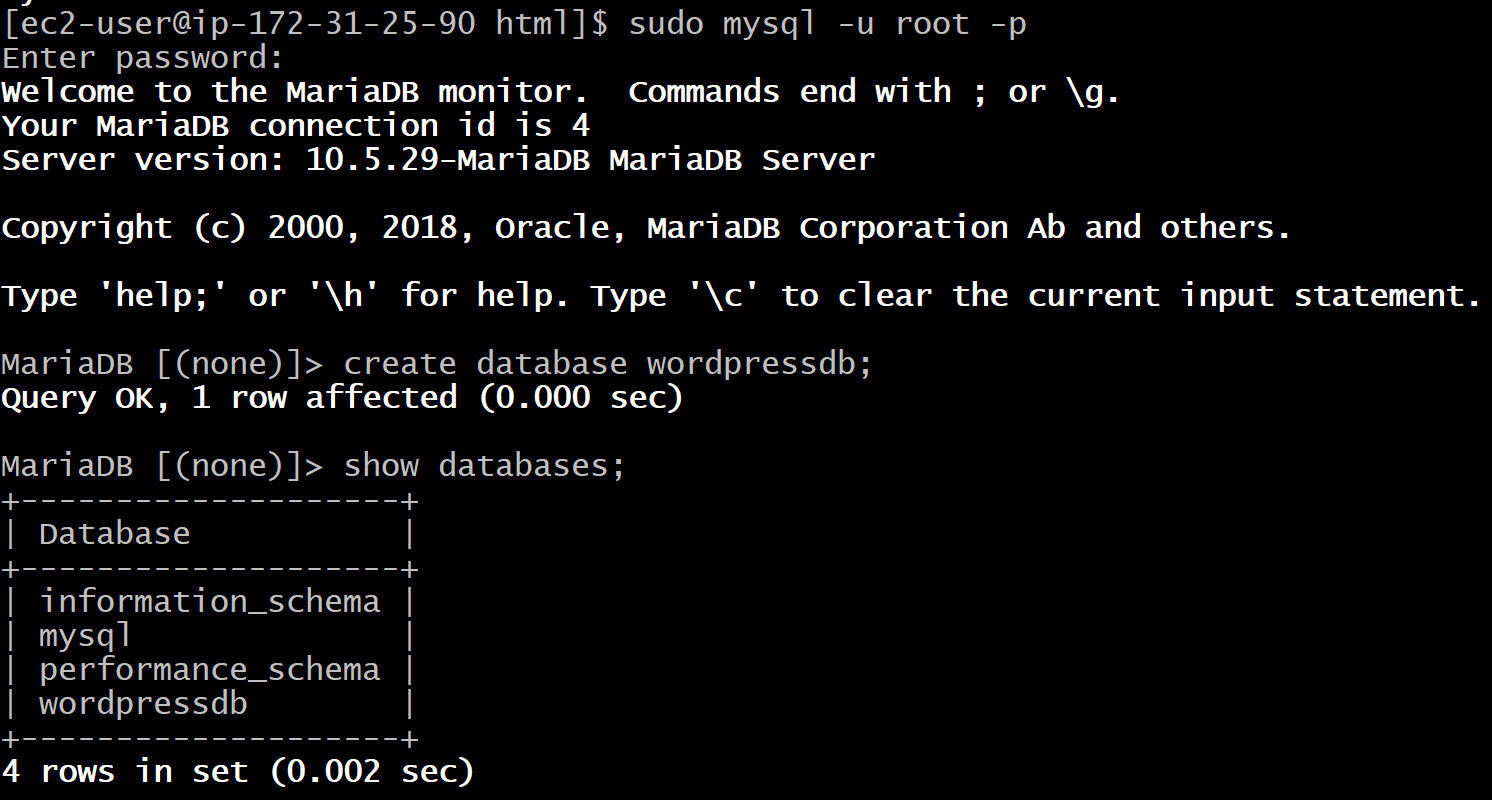 [ec2-user@ip-172-31-25-90 html]$ sudo mysql -u root -p
Enter password:
Welcome to the MariaDB monitor.  Commands end with ; or \g.
Your MariaDB connection id is 4
Server version: 10.5.29-MariaDB MariaDB Server

Copyright (c) 2000, 2018, Oracle, MariaDB Corporation Ab and others.

Type 'help;' or '\h' for help. Type '\c' to clear the current input statement.

MariaDB [(none)]> create database wordpressdb;
Query OK, 1 row affected (0.000 sec)

MariaDB [(none)]> show databases;
+--------------------+
| Database           |
+--------------------+
| information_schema |
| mysql              |
| performance_schema |
| wordpressdb        |
+--------------------+
4 rows in set (0.002 sec)